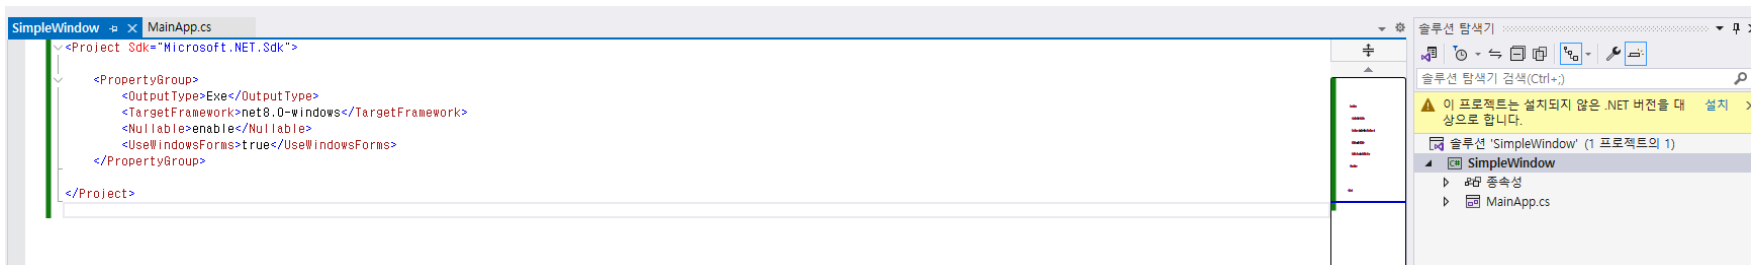 SimpleWindow
MainApp.cs
<Project Sdk="Microsoft.NET.Sdk">
<PropertyGroup>
<OutputType>Exe</OutputType>
<TargetFramework>net8.0-windows</TargetFramework>
<Nullable>enable</Nullable>
<UseWindowsForms>true</UseWindowsForms>
</PropertyGroup>
</Project>
솔루션 탐색기
솔루션 탐색기 검색(Ctrl+;)
이 프로젝트는 설치되지 않은 .NET 버전을 대
상으로 합니다.
설치
솔루션 'SimpleWindow' (1 프로젝트의 1)
C# SimpleWindow
종속성
MainApp.cs